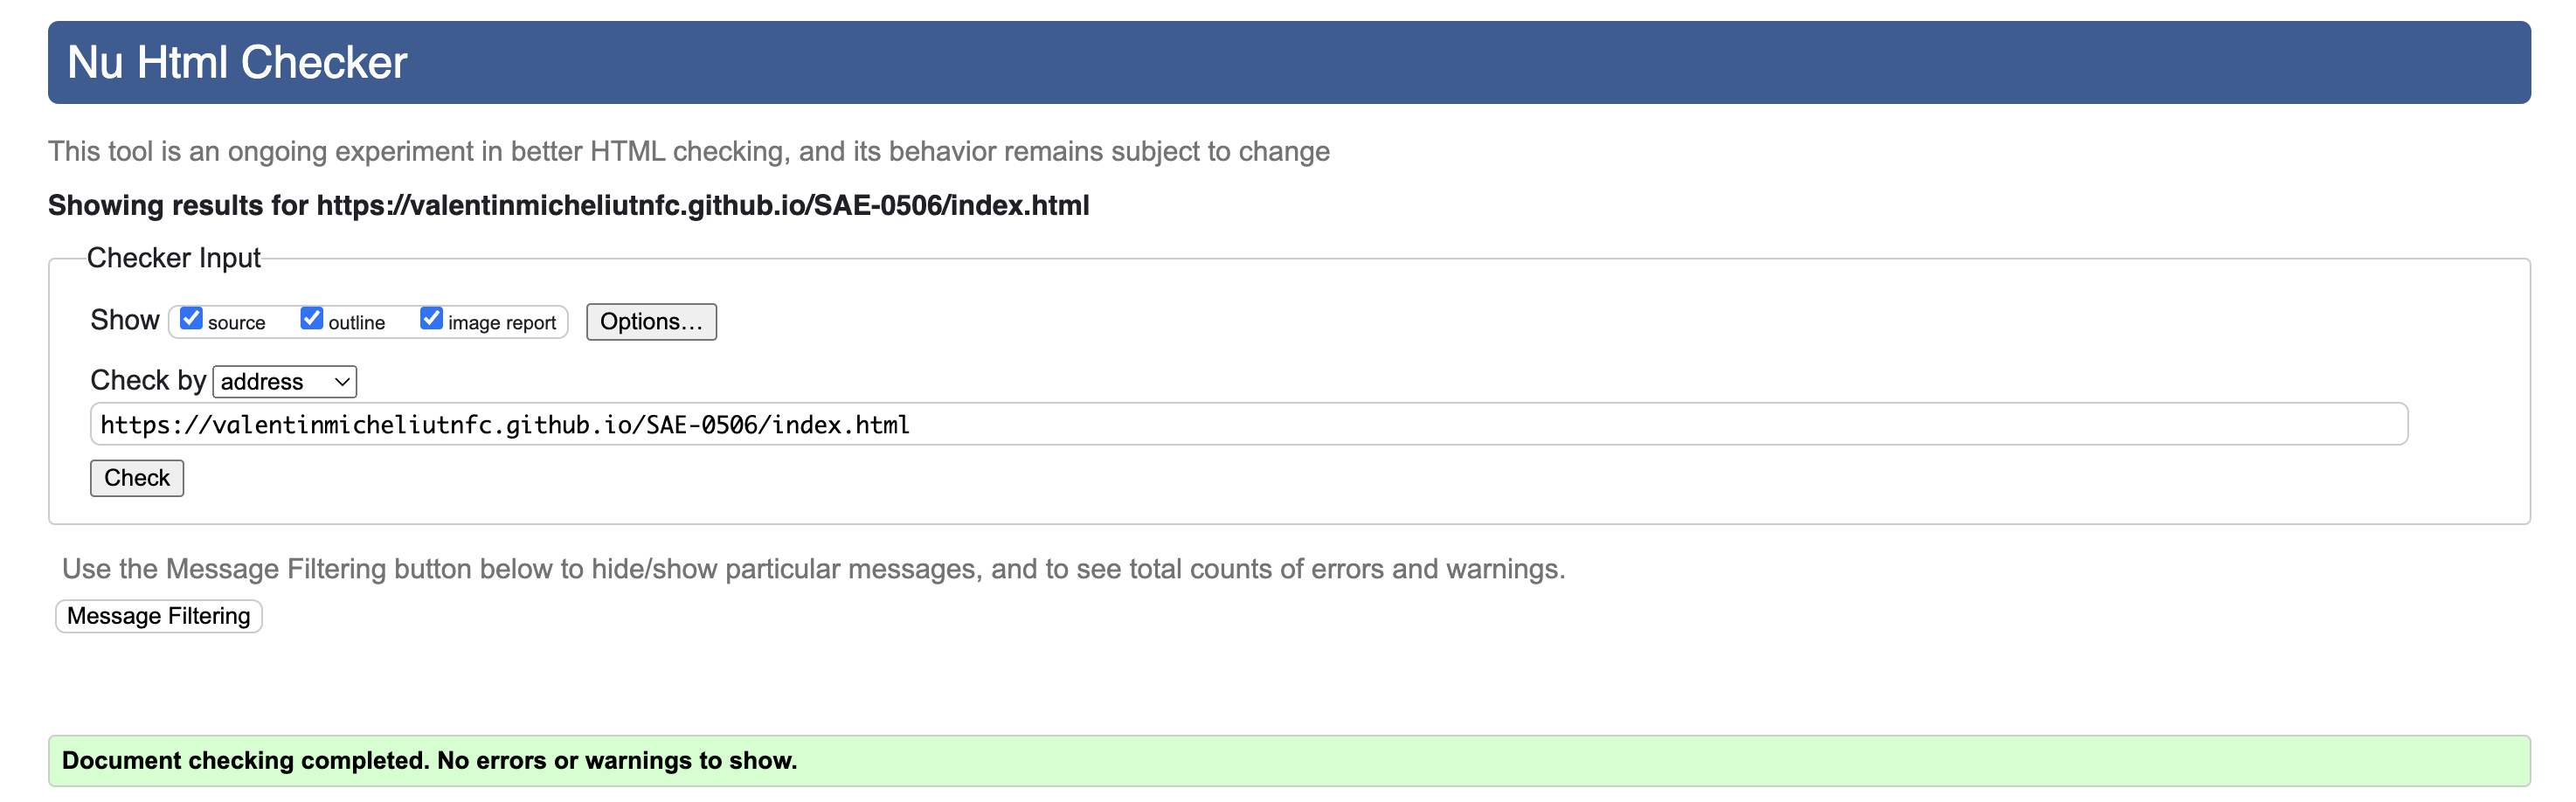 Nu Html Checker
This tool is an ongoing experiment in better HTML checking, and its behavior remains subject to change
Showing results for https://valentinmicheliutnfc.github.io/SAE-0506/index.html
Checker Input
Show source outline image report Options...
Check by address
https://valentinmicheliutnfc.github.io/SAE-0506/index.html
Check
Use the Message Filtering button below to hide/show particular messages, and to see total counts of errors and warnings.
Message Filtering
Document checking completed. No errors or warnings to show.